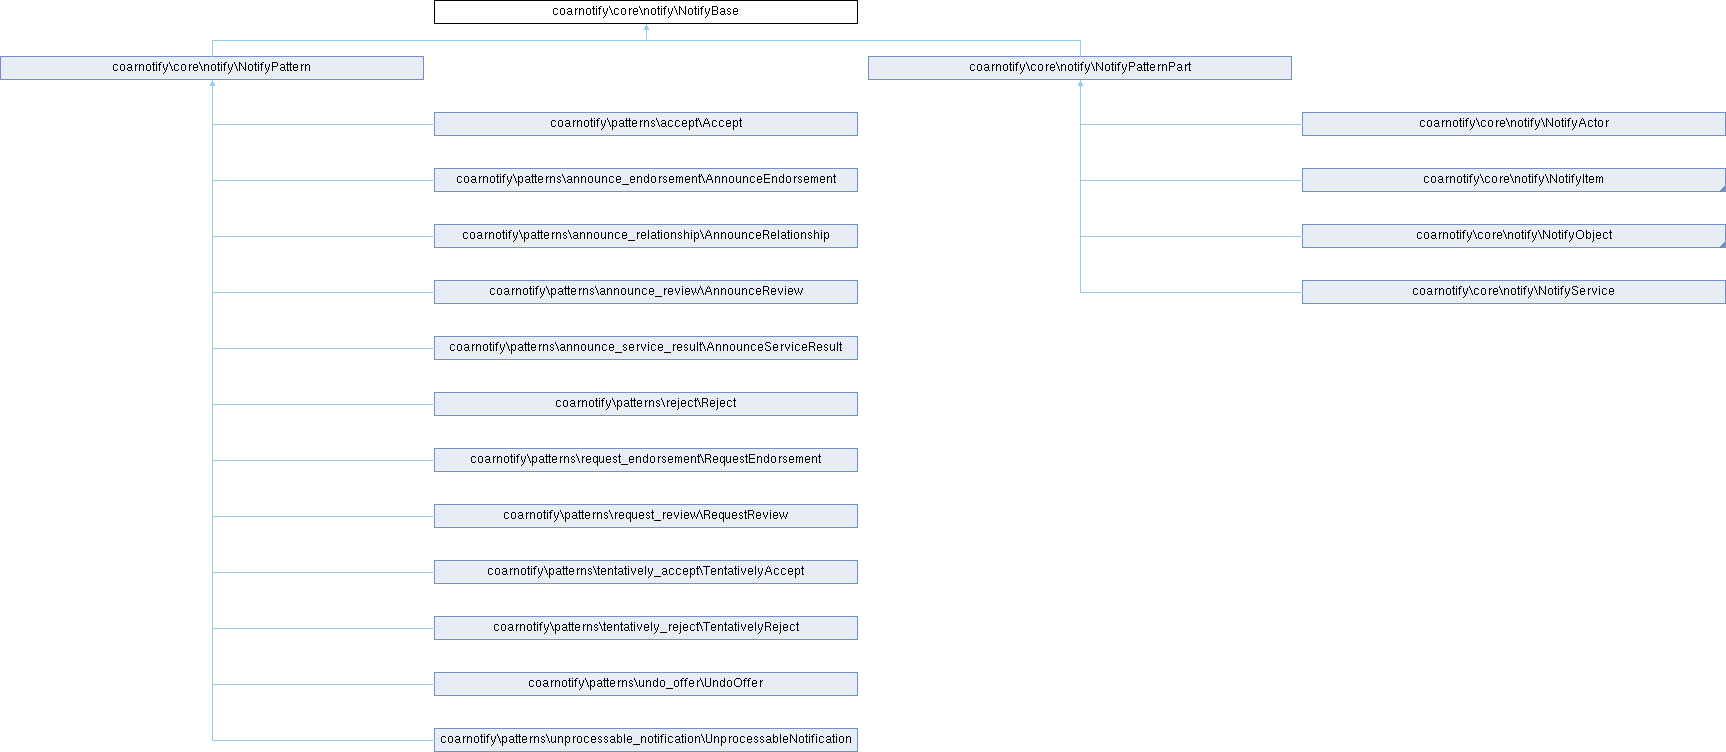 coarnotify\core\notify\NotifyBase
coarnotify\core\notify\NotifyPattern
coarnotify\core\notify\NotifyPatternPart
coarnotify\patterns\accept\Accept
coarnotify\core\notify\NotifyActor
coarnotify\patterns\announce_endorsement\AnnounceEndorsement
coarnotify\core\notify\NotifyItem
coarnotify\patterns\announce_relationship\AnnounceRelationship
coarnotify\core\notify\NotifyObject
coarnotify\patterns\announce_review\AnnounceReview
coarnotify\core\notify\NotifyService
coarnotify\patterns\announce_service_result\AnnounceServiceResult
coarnotify\patterns\reject\Reject
coarnotify\patterns\request_endorsement\RequestEndorsement
coarnotify\patterns\request_review\RequestReview
coarnotify\patterns\tentatively_accept\TentativelyAccept
coarnotify\patterns\tentatively_reject\TentativelyReject
coarnotify\patterns\undo_offer\UndoOffer
coarnotify\patterns\unprocessable_notification\UnprocessableNotification